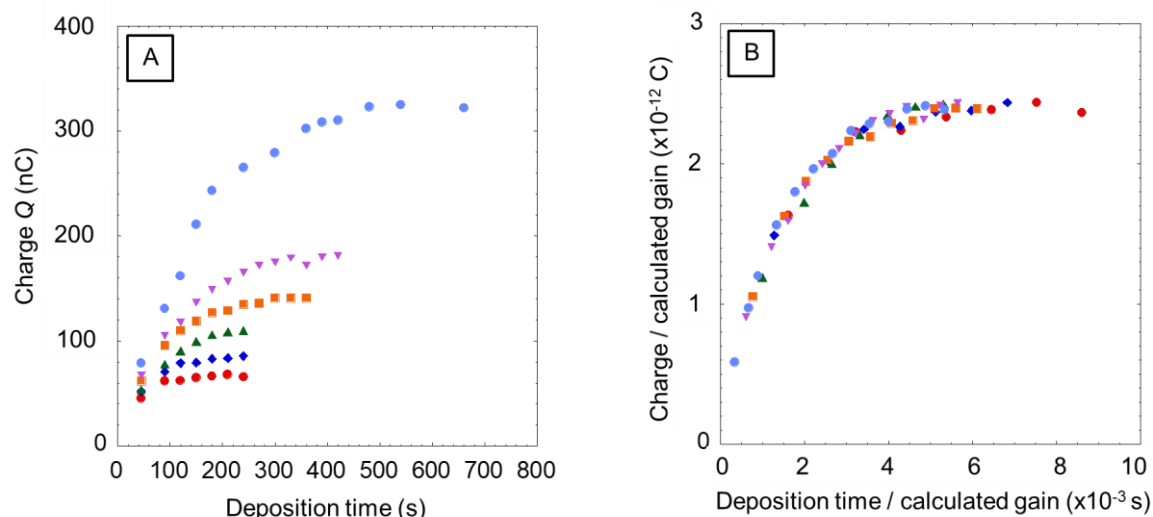 A
Charge Q (nC)
400
300
200
100
0
0 100 200 300 400 500 600 700 800
Deposition time (s)
B
Charge / calculated gain (x10⁻¹² C)
3
2
1
0
0 2 4 6 8 10
Deposition time / calculated gain (x10⁻³ s)